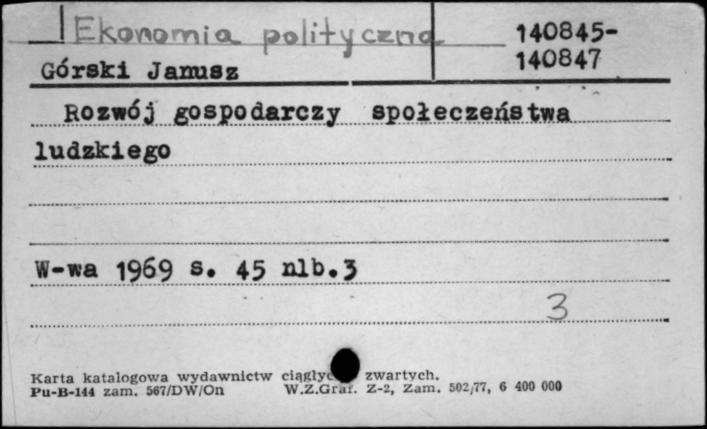 Ekonomia polityczna
140845-
140847
Górski Janusz
Rozwój gospodarczy społeczeństwa
ludzkiego
W-wa 1969 s. 45 nlb.3
3
Karta katalogowa wydawnictw zwartych.
Pu-B-144 zam. 567/DW/On W.Z.Graf. Z-2, Zam. 502/77, 6 400 000